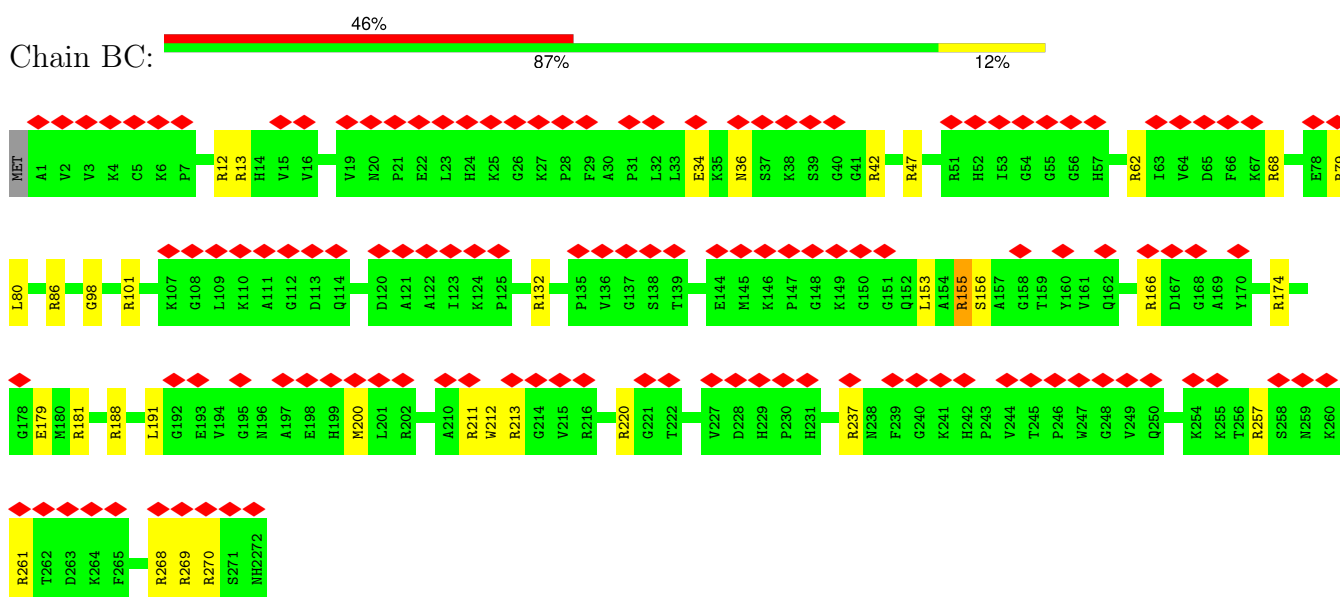 46%
Chain BC:
87% 12%
MET A1 V2 V3 K4 C5 K6 P7 R12 R13 H14 V15 V16 V19 N20 P21 E22 L23 H24 K25 G26 K27 P28 F29 A30 P31 L32 L33 E34 K35 N36 S37 K38 S39 G40 G41 R42 R47 R51 H52 I53 G54 G55 G56 H57 R62 I63 V64 D65 F66 K67 R68 E78 R79
L80 R86 G98 R101 K107 G108 L109 K110 A111 G112 D113 Q114 D120 A121 A122 I123 K124 P125 R132 P135 V136 G137 S138 T139 E144 M145 K146 P147 G148 K149 G150 G151 Q152 L153 A154 R155 S156 A157 G158 T159 Y160 V161 Q162 R166 D167 G168 A169 Y170 R174
G178 E179 M180 R181 R188 L191 G192 E193 V194 G195 N196 A197 E198 H199 M200 L201 R202 A210 R211 W212 R213 G214 V215 R216 R220 G221 T222 V227 D228 H229 P230 H231 R237 N238 F239 G240 K241 H242 P243 V244 T245 P246 W247 G248 V249 Q250 K254 K255 T256 R257 S258 N259 K260
R261 T262 D263 K264 F265 R268 R269 R270 S271 NH2272